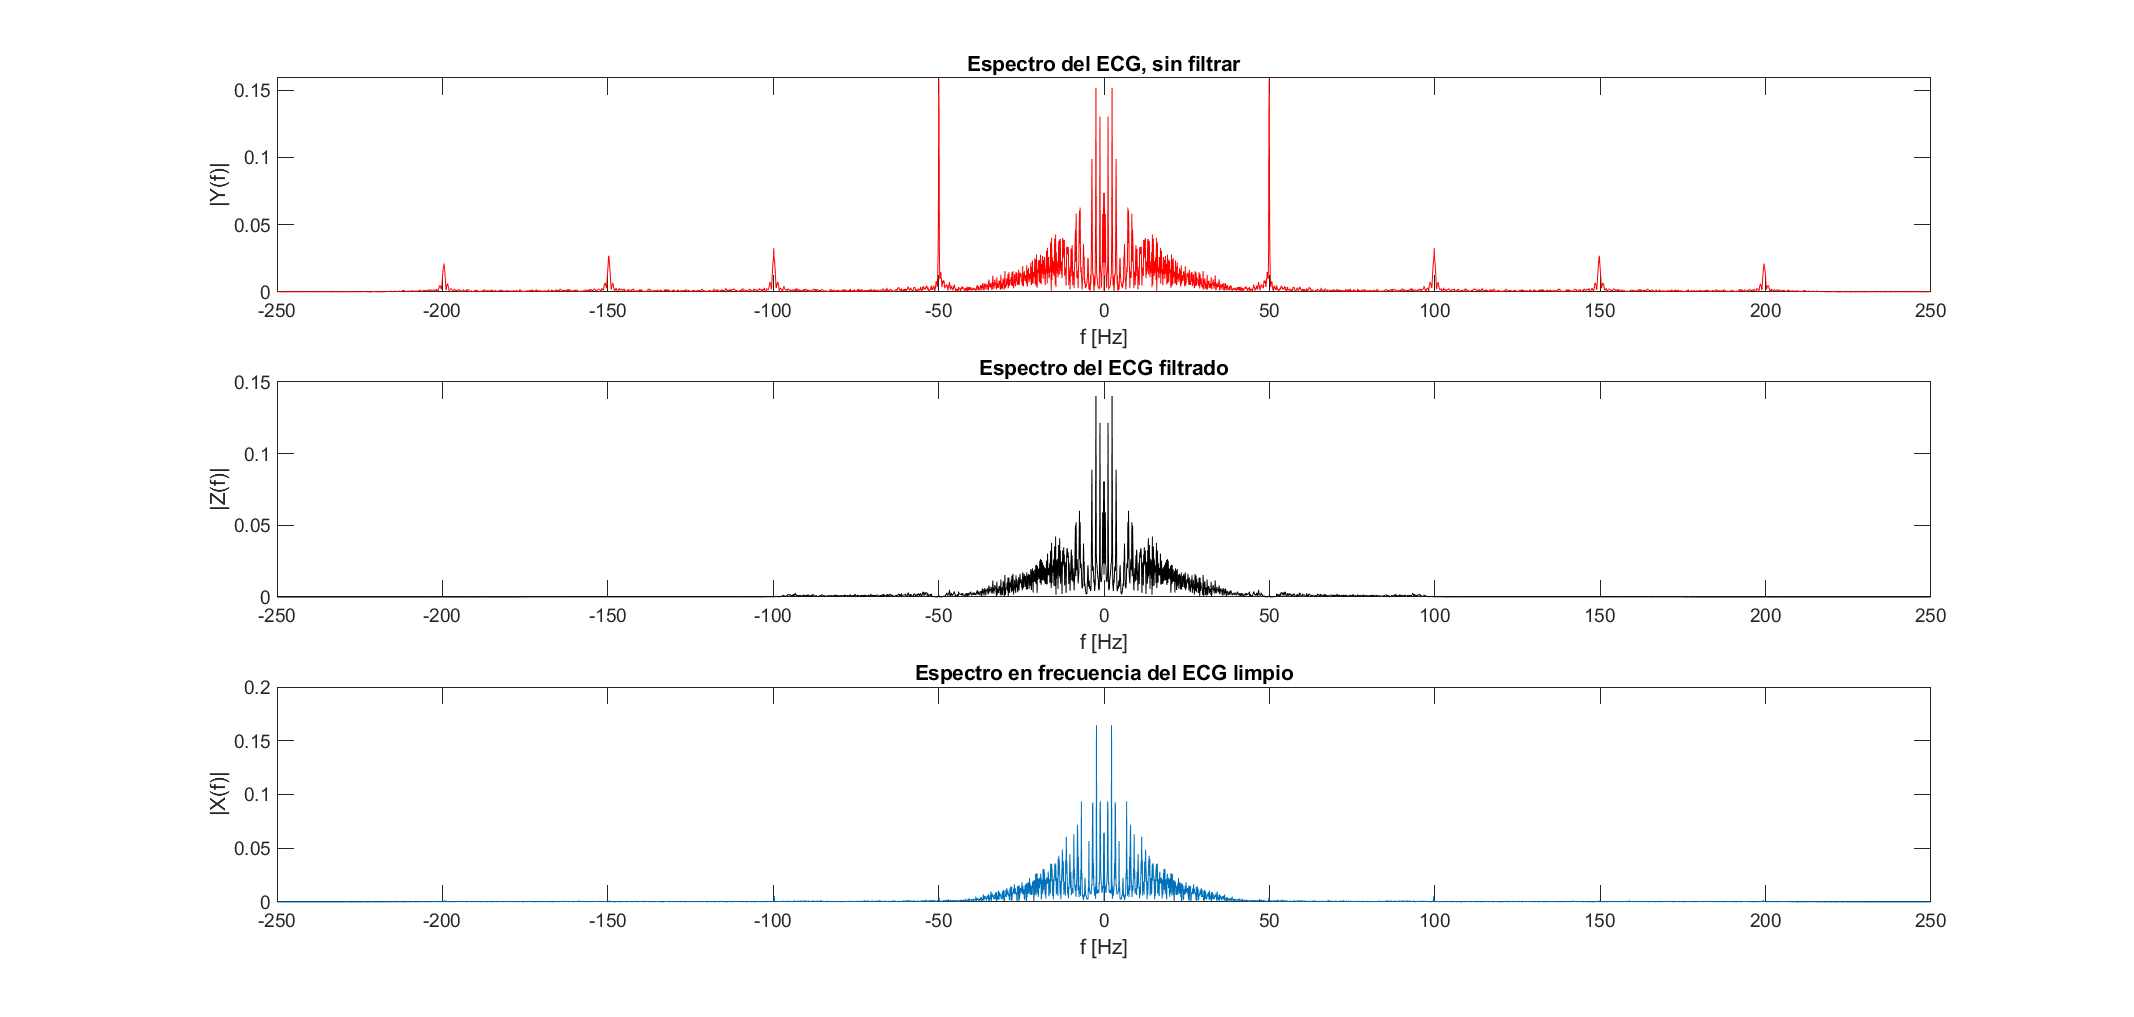 Espectro del ECG, sin filtrar
0.15
0.1
0.05
0
|Y(f)|
-250 -200 -150 -100 -50 0 50 100 150 200 250
f [Hz]
Espectro del ECG filtrado
0.15
0.1
0.05
0
|Z(f)|
-250 -200 -150 -100 -50 0 50 100 150 200 250
f [Hz]
Espectro en frecuencia del ECG limpio
0.2
0.15
0.1
0.05
0
|X(f)|
-250 -200 -150 -100 -50 0 50 100 150 200 250
f [Hz]